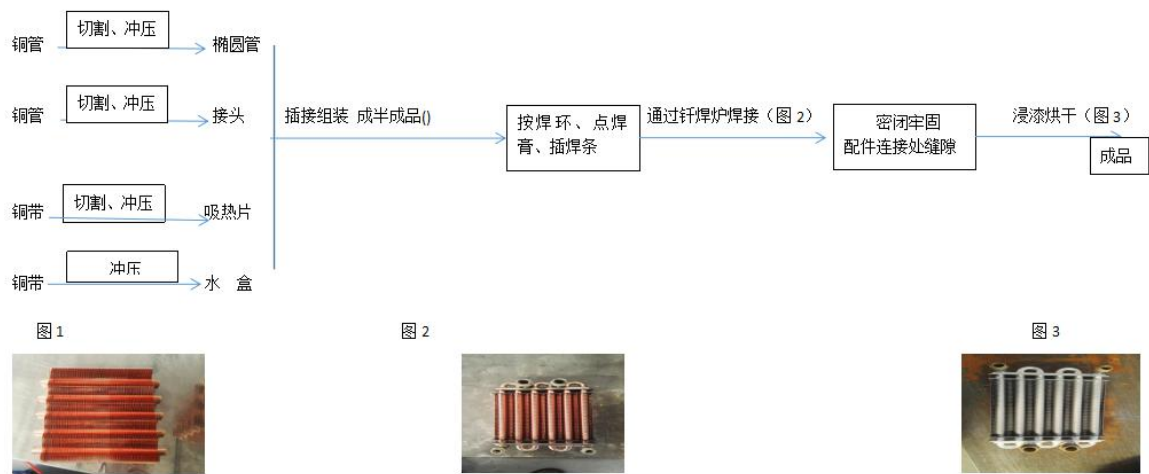 切割、冲压
铜管
椭圆管
切割、冲压
铜管
接头
插接组装 成半成品()
按焊环、点焊
膏、插焊条
通过钎焊炉焊接（图 2）
密闭牢固
配件连接处缝隙
浸漆烘干（图 3）
成品
切割、冲压
铜带
吸热片
冲压
铜带
水 盒
图 1
图 2
图 3